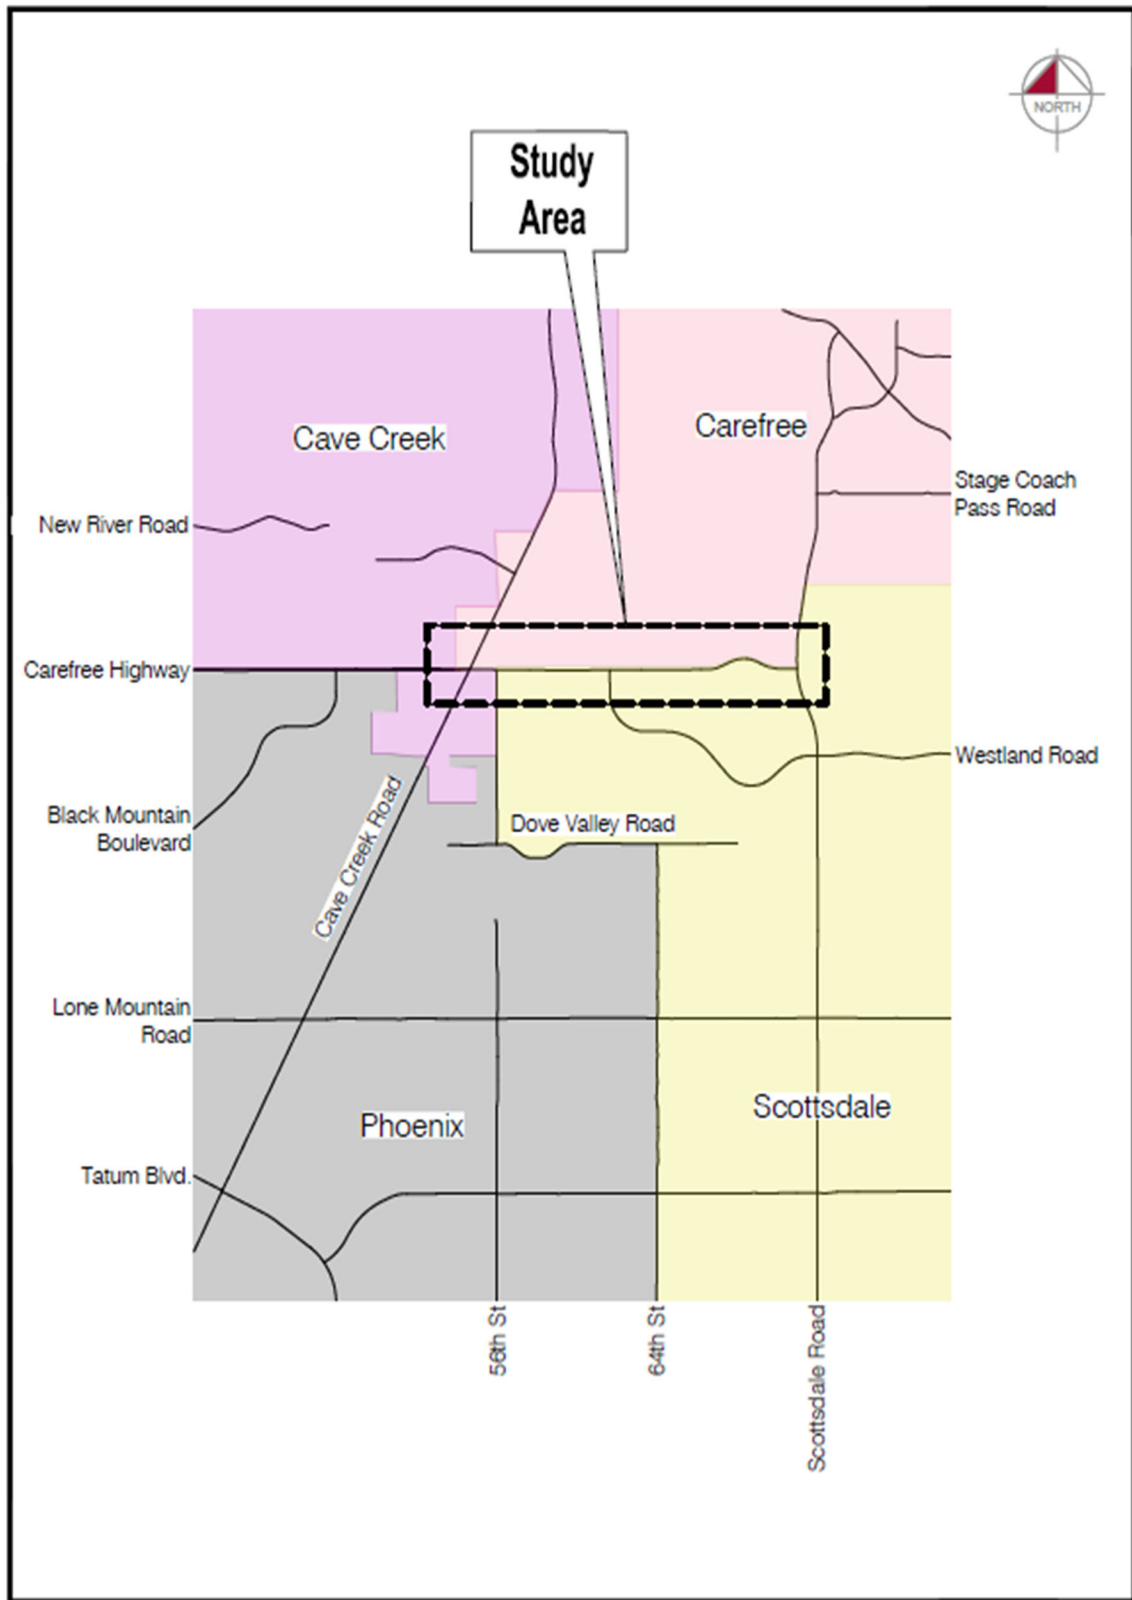 NORTH
Study
Area
Cave Creek
Carefree
Stage Coach
Pass Road
New River Road
Carefree Highway
Westland Road
Black Mountain
Boulevard
Dove Valley Road
Cave Creek Road
Lone Mountain
Road
Phoenix
Scottsdale
Tatum Blvd.
56th St
64th St
Scottsdale Road